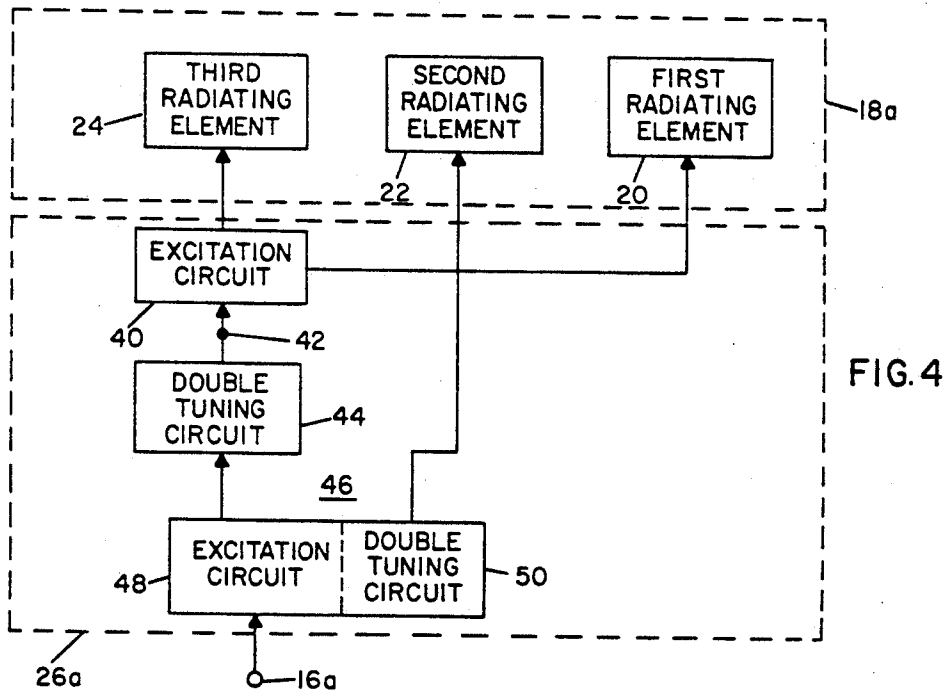 THIRD
RADIATING
ELEMENT
24
SECOND
RADIATING
ELEMENT
22
FIRST
RADIATING
ELEMENT
20
18a
EXCITATION
CIRCUIT
40
42
DOUBLE
TUNING
CIRCUIT
44
FIG. 4
46
EXCITATION
CIRCUIT
48
DOUBLE
TUNING
CIRCUIT
50
26a
16a